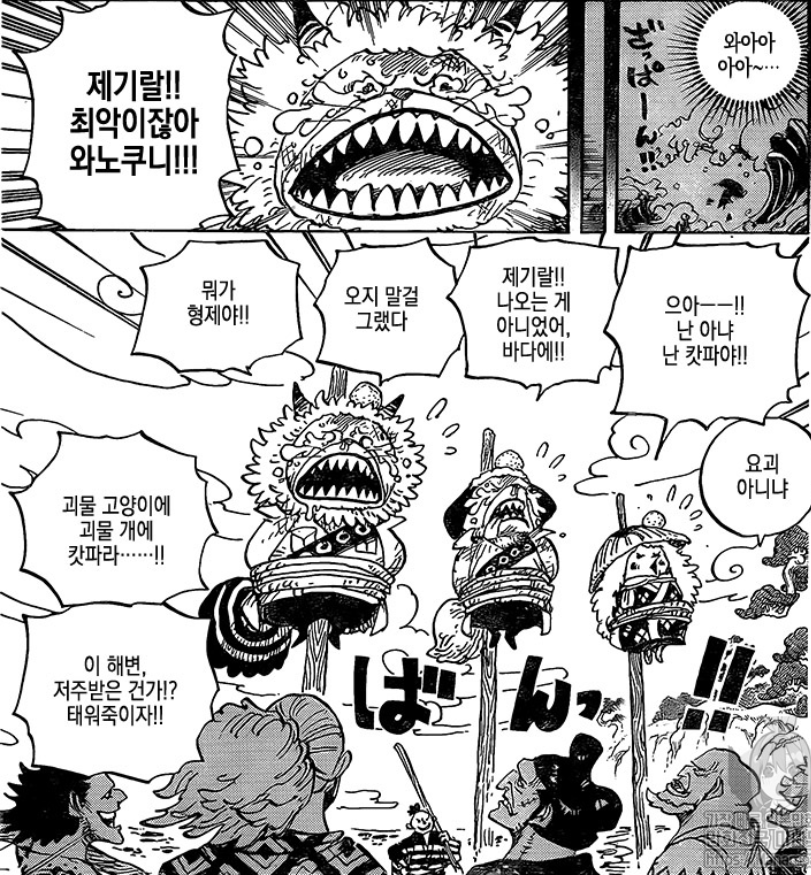 와아아
아아~…
ざっぱーん!!
제기랄!!
최악이잖아
와노쿠니!!!
으아ーー!!
난 아냐
난 캇파야!!
제기랄!!
나오는 게
아니었어,
바다에!!
오지 말걸
그랬다
뭐가
형제야!!
요괴
아니냐
괴물 고양이에
괴물 개에
캇파라……!!
이 해변,
저주받은 건가!?
태워죽이자!!
ばんっ!!